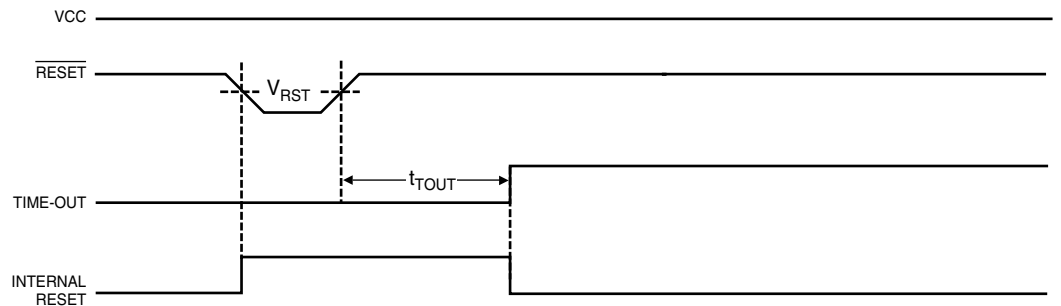 VCC
RESET
VRST
tTOUT
TIME-OUT
INTERNAL
RESET